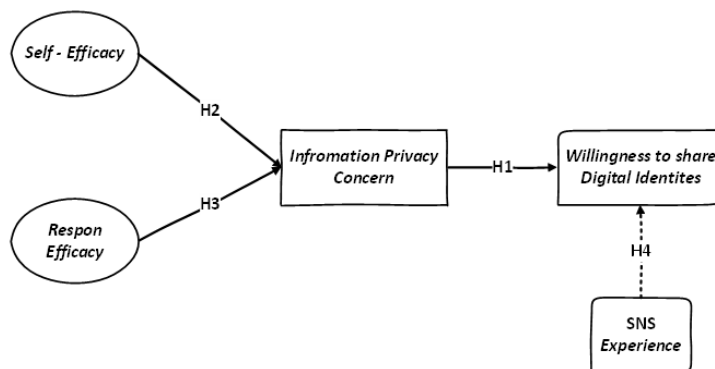 Self - Efficacy
H2
Infromation Privacy
Concern
H1
Willingness to share
Digital Identites
H3
Respon
Efficacy
H4
SNS
Experience